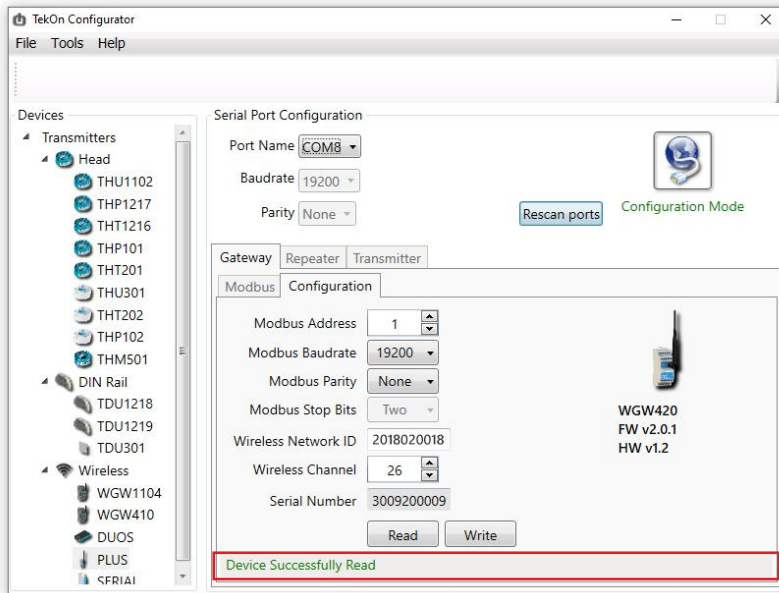 TekOn Configurator
File Tools Help
Devices
Transmitters
Head
THU1102
THP1217
THT1216
THP101
THT201
THU301
THT202
THP102
THM501
DIN Rail
TDU1218
TDU1219
TDU301
Wireless
WGW1104
WGW410
DUOS
PLUS
SERIAL
Serial Port Configuration
Port Name COM8
Baudrate 19200
Parity None
Rescan ports
Configuration Mode
Gateway Repeater Transmitter
Modbus Configuration
Modbus Address 1
Modbus Baudrate 19200
Modbus Parity None
Modbus Stop Bits Two
Wireless Network ID 2018020018
Wireless Channel 26
Serial Number 3009200009
WGW420
FW v2.0.1
HW v1.2
Read Write
Device Successfully Read